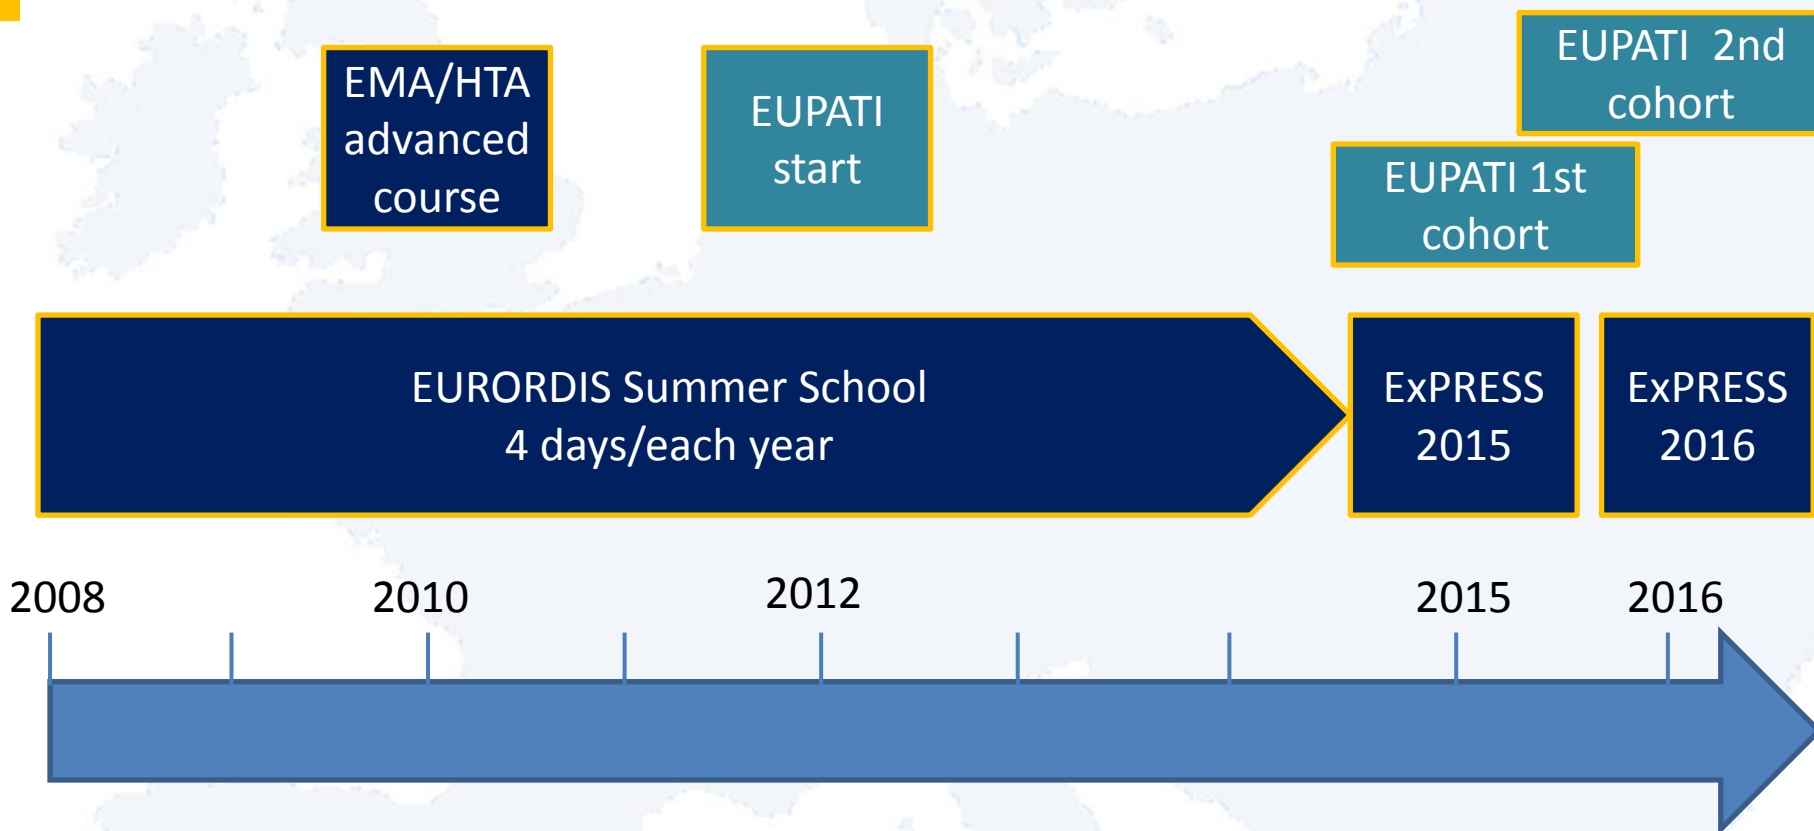 EMA/HTA
advanced
course
EUPATI
start
EUPATI 2nd
cohort
EUPATI 1st
cohort
EURORDIS Summer School
4 days/each year
ExPRESS
2015
ExPRESS
2016
2008
2010
2012
2015
2016